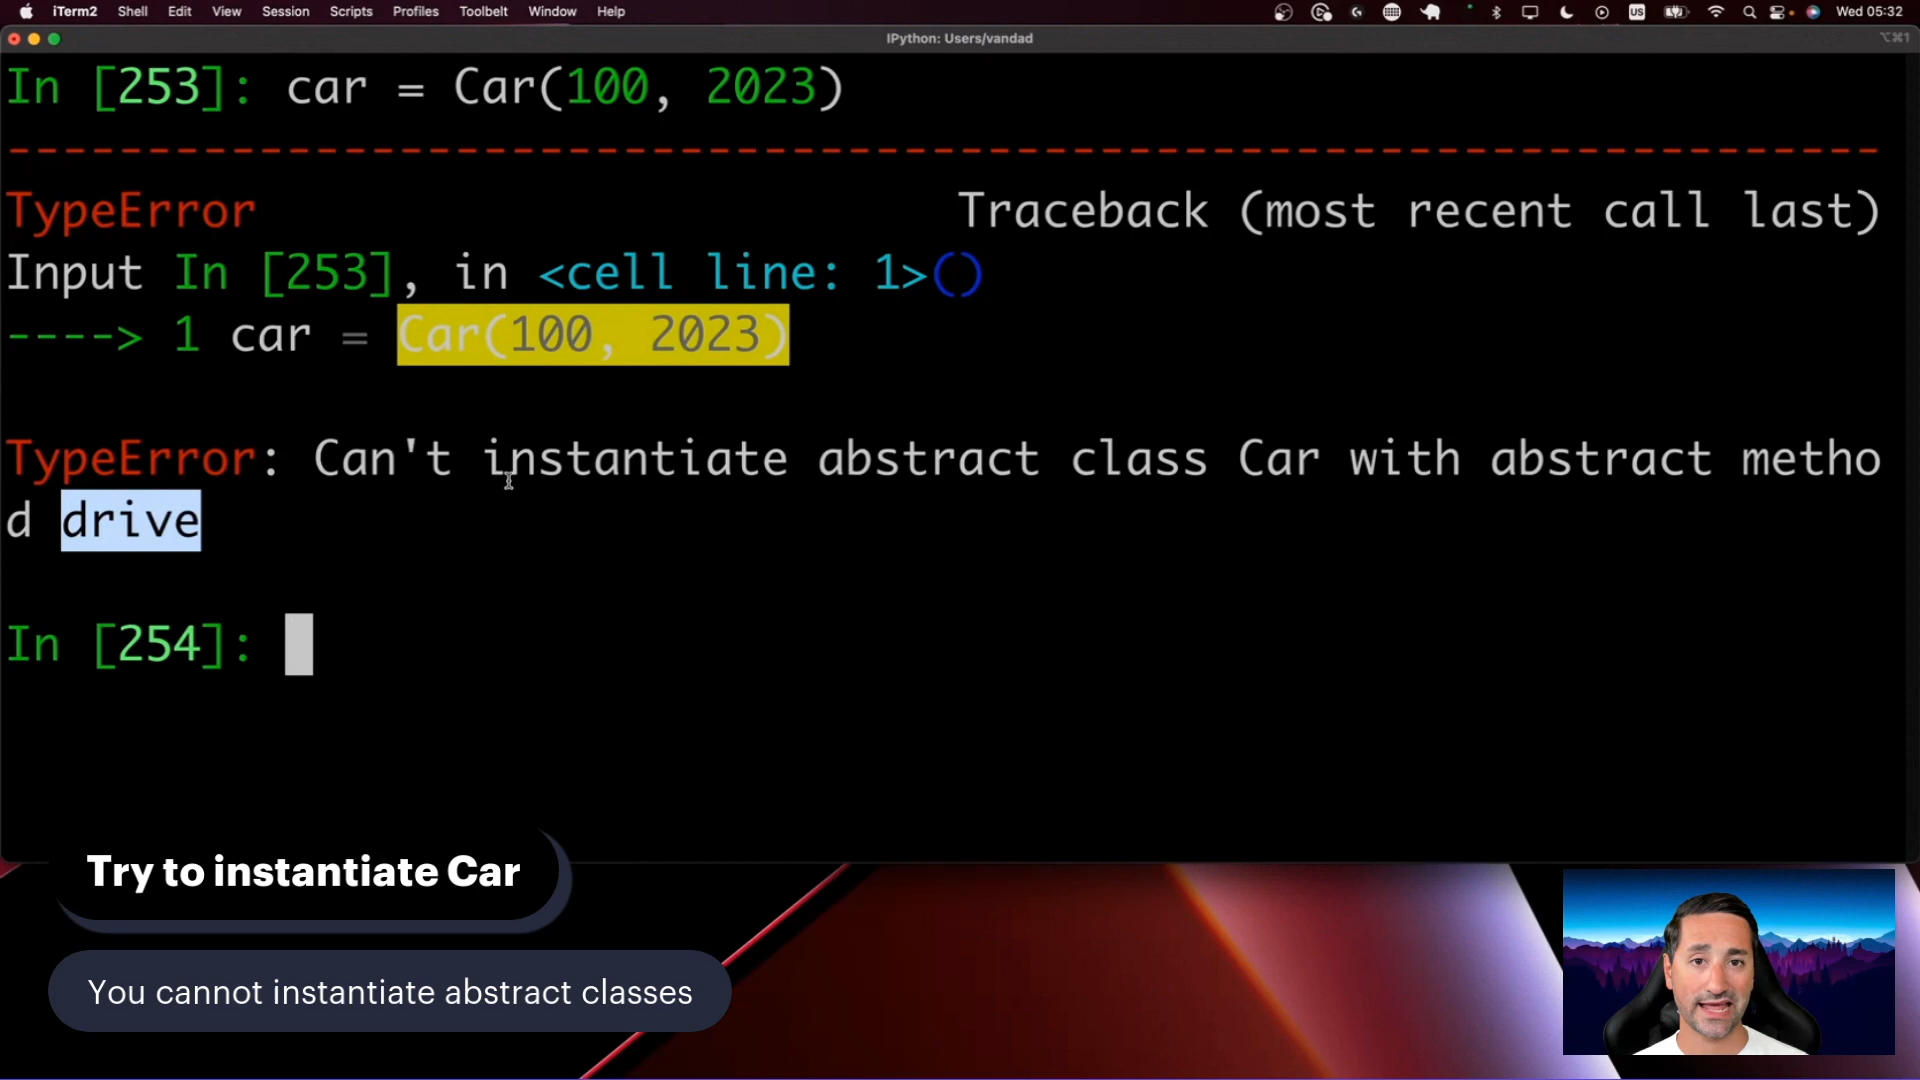 iTerm2 Shell Edit View Session Scripts Profiles Toolbelt Window Help US Wed 05:32
IPython: Users/vandad ⌥⌘1
In [253]: car = Car(100, 2023)
---------------------------------------------------------------------------
TypeError Traceback (most recent call last)
Input In [253], in <cell line: 1>()
----> 1 car = Car(100, 2023)
TypeError: Can't instantiate abstract class Car with abstract metho
d drive
In [254]:
Try to instantiate Car
You cannot instantiate abstract classes